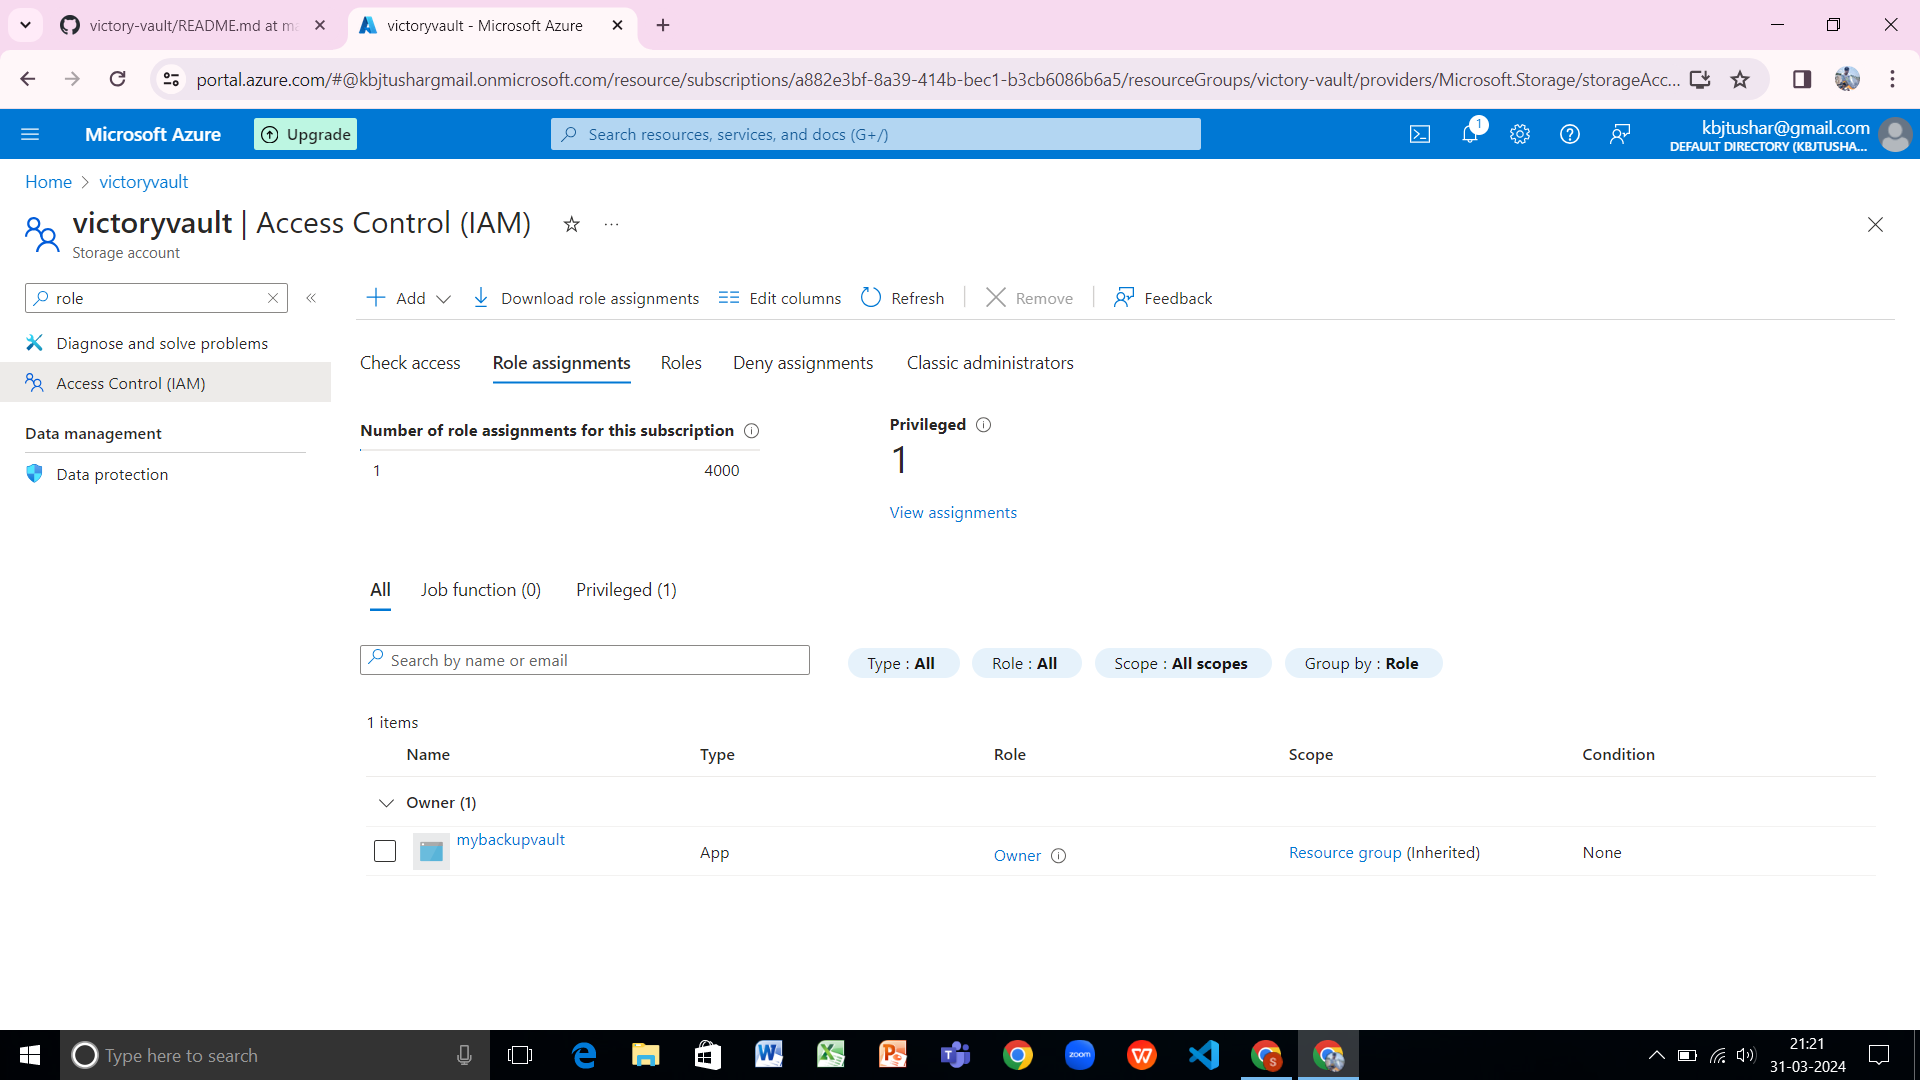 victory-vault/README.md at ma
victoryvault - Microsoft Azure
portal.azure.com/#@kbjtushargmail.onmicrosoft.com/resource/subscriptions/a882e3bf-8a39-414b-bec1-b3cb6086b6a5/resourceGroups/victory-vault/providers/Microsoft.Storage/storageAcc...
Microsoft Azure
Upgrade
Search resources, services, and docs (G+/)
1
kbjtushar@gmail.com
DEFAULT DIRECTORY (KBJTUSHA...
Home > victoryvault
victoryvault | Access Control (IAM)
Storage account
role
Add
Download role assignments
Edit columns
Refresh
Remove
Feedback
Diagnose and solve problems
Access Control (IAM)
Data management
Data protection
Check access
Role assignments
Roles
Deny assignments
Classic administrators
Number of role assignments for this subscription
1 4000
Privileged
1
View assignments
All
Job function (0)
Privileged (1)
Search by name or email
Type : All
Role : All
Scope : All scopes
Group by : Role
1 items
Name Type Role Scope Condition
Owner (1)
mybackupvault App Owner Resource group (Inherited) None
Type here to search
zoom
S
21:21
31-03-2024